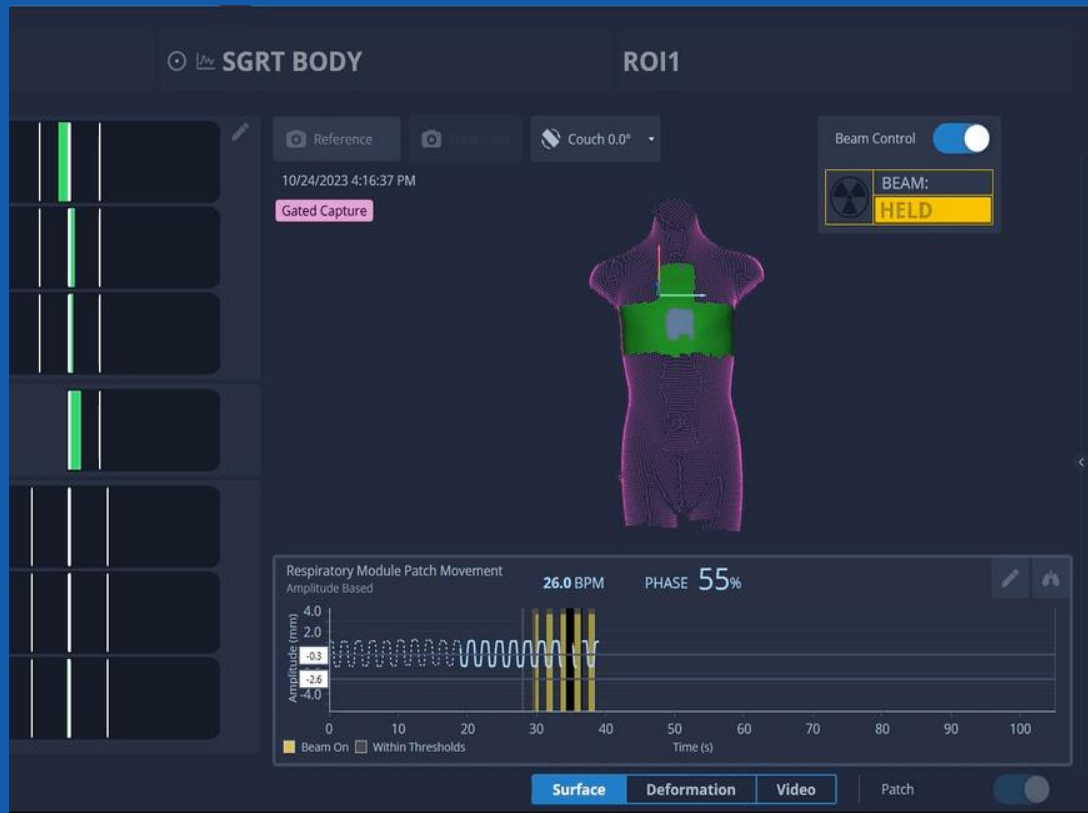 SGRT BODY
ROI1
Reference
Treatment
Couch 0.0°
Beam Control
10/24/2023 4:16:37 PM
BEAM:
HELD
Gated Capture
Respiratory Module Patch Movement
Amplitude Based
26.0 BPM
PHASE 55%
Amplitude (mm)
4.0
2.0
-0.3
-2.6
-4.0
0 10 20 30 40 50 60 70 80 90 100
Beam On Within Thresholds
Time (s)
Surface Deformation Video Patch